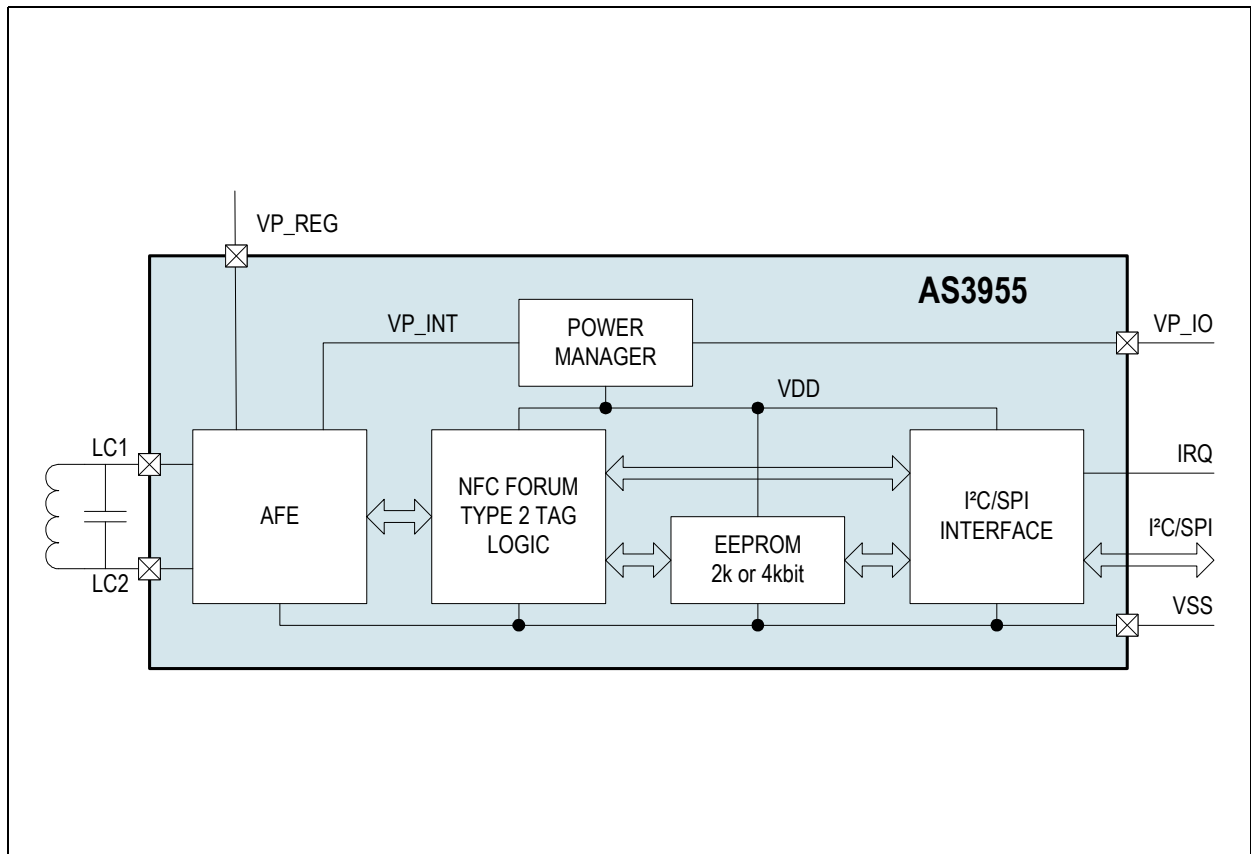 VP_REG
AS3955
VP_INT
POWER
MANAGER
VP_IO
VDD
LC1
AFE
NFC FORUM
TYPE 2 TAG
LOGIC
EEPROM
2k or 4kbit
I²C/SPI
INTERFACE
IRQ
I²C/SPI
LC2
VSS